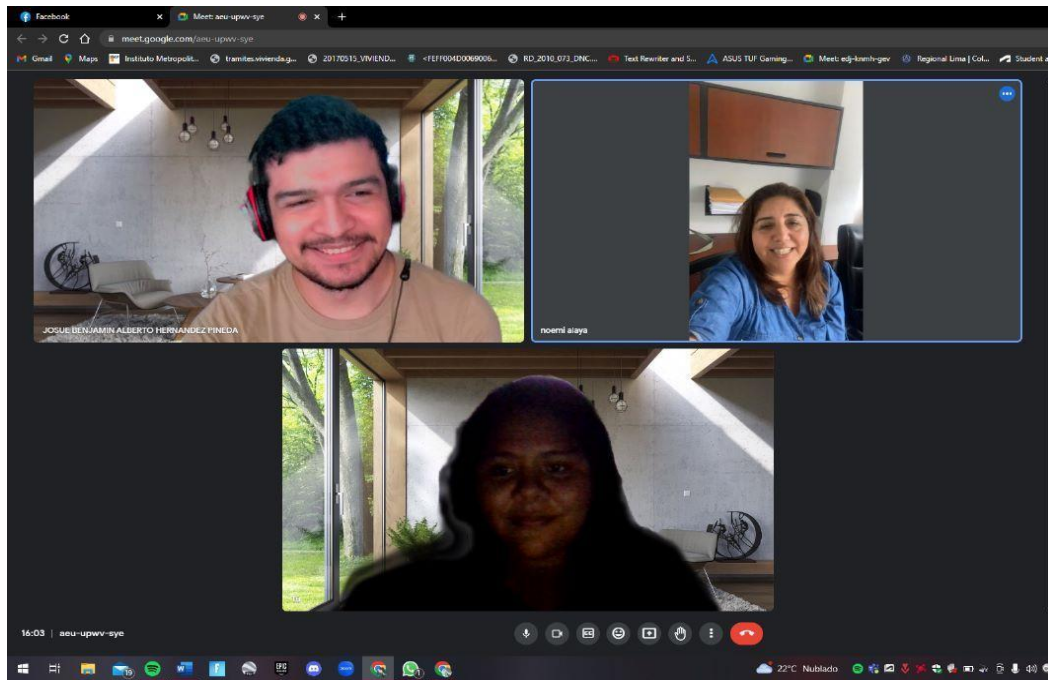 Facebook
Meet: aeu-upwv-sye
meet.google.com/aeu-upwv-sye
Gmail
Maps
Instituto Metropolit...
tramites.vivienda.g...
20170515_VIVIEND...
<FEFF004D0069006...
RD_2010_073_DNC....
Text Rewriter and S...
ASUS TUF Gaming...
Meet: edj-knmh-gev
Regional Lima | Col...
Student a
JOSUE BENJAMIN ALBERTO HERNANDEZ PINEDA
noemi alaya
16:03 | aeu-upwv-sye
22°C Nublado